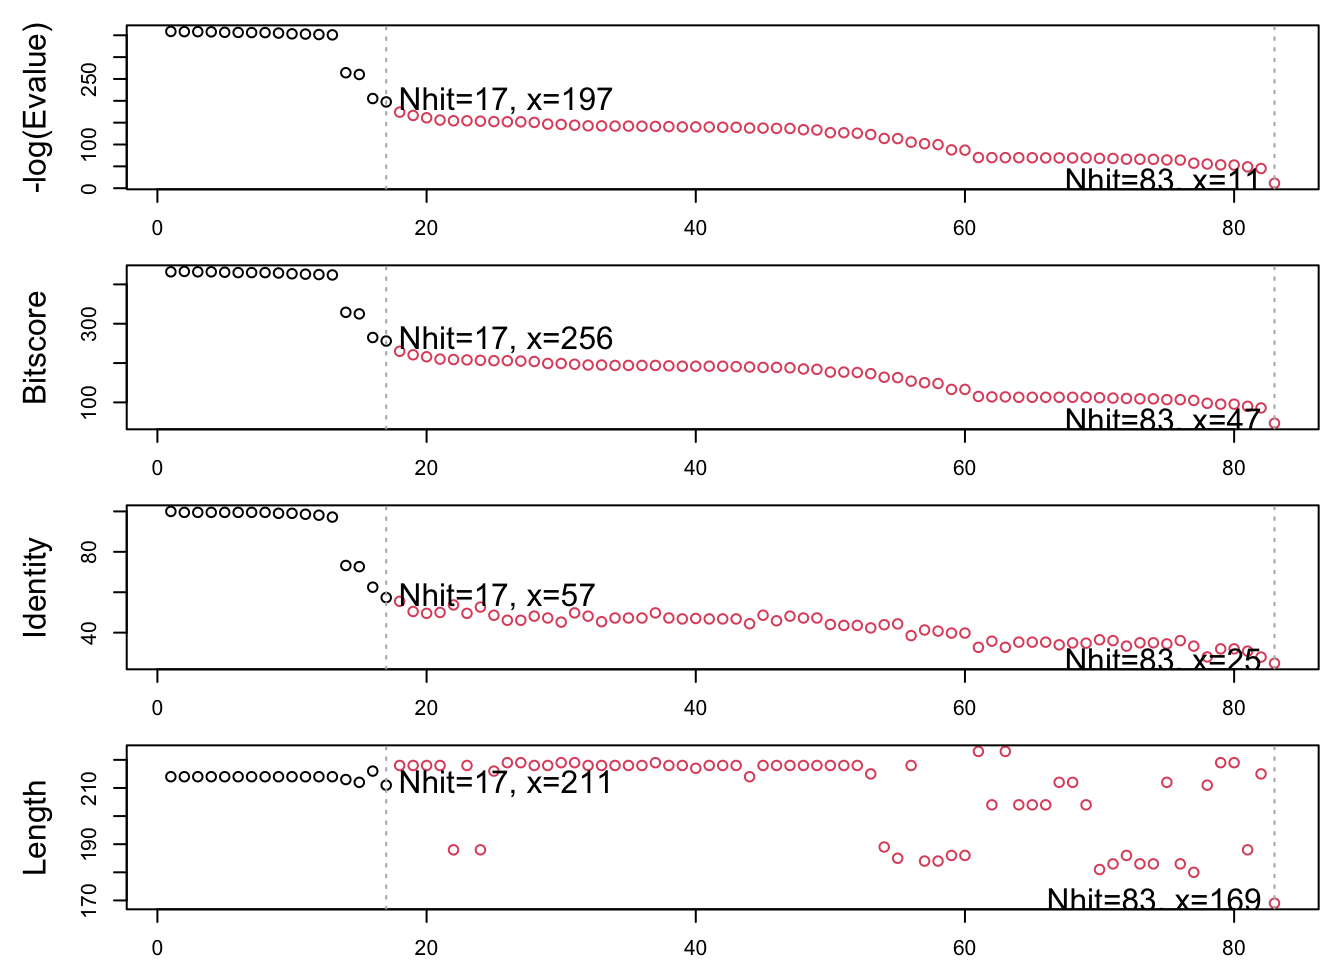 -log(Evalue)
250
100
0
Nhit=17, x=197
Nhit=83, x=11
0 20 40 60 80
Bitscore
300
100
Nhit=17, x=256
Nhit=83, x=47
0 20 40 60 80
Identity
80
40
Nhit=17, x=57
Nhit=83, x=25
0 20 40 60 80
Length
210
190
170
Nhit=17, x=211
Nhit=83, x=169
0 20 40 60 80